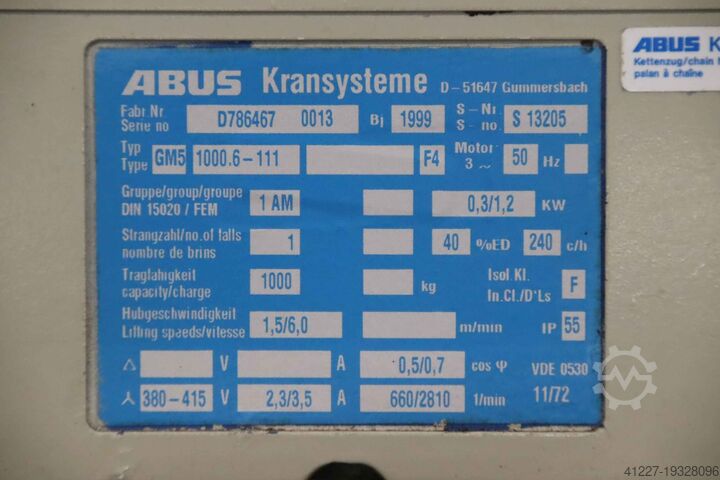 ABUS Kransysteme D-51647 Gummersbach
Fabr.Nr Serie no D786467 0013 Bj 1999 S-Nr. S-no. S 13205
Typ Type GM5 1000.6-111 F4 Motor 3 ~ 50 Hz
Gruppe/group/groupe
DIN 15020 / FEM 1 AM 0,3/1,2 KW
Strangzahl/no.of falls
nombre de brins 1 40 %ED 240 c/h
Tragfahigkeit
capacity/charge 1000 kg Isol.Kl. In.Cl./D'Ls F
Hubgeschwindigkeit
Lifting speeds/vitesse 1,5/6,0 m/min IP 55
△ V A 0,5/0,7 cos φ VDE 0530
⅄ 380-415 V 2,3/3,5 A 660/2810 1/min 11/72
ABUS K
Kettenzug/chain
palan à chaîne
41227-19328096